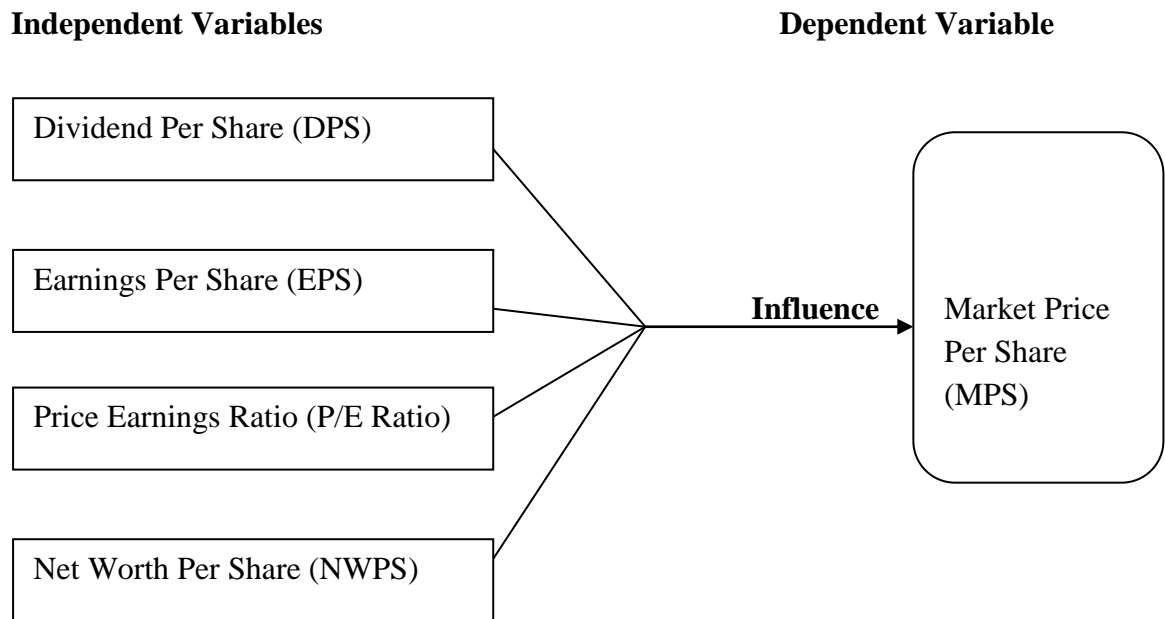 Independent Variables
Dependent Variable
Dividend Per Share (DPS)
Earnings Per Share (EPS)
Price Earnings Ratio (P/E Ratio)
Net Worth Per Share (NWPS)
Influence
Market Price
Per Share
(MPS)